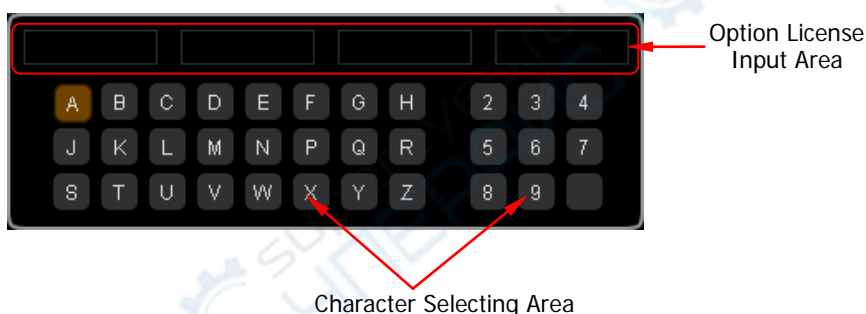 Option License
Input Area
A B C D E F G H 2 3 4
J K L M N P Q R 5 6 7
S T U V W X Y Z 8 9
Character Selecting Area